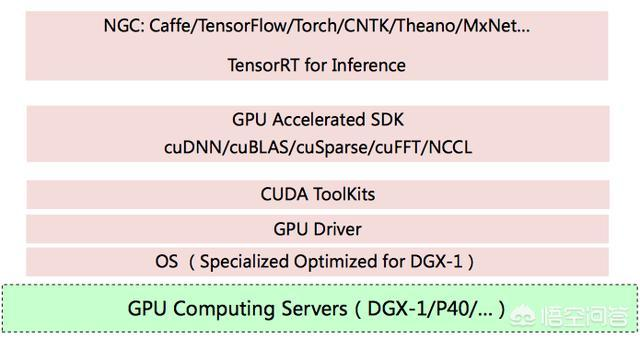 NGC: Caffe/TensorFlow/Torch/CNTK/Theano/MxNet...
TensorRT for Inference
GPU Accelerated SDK
cuDNN/cuBLAS/cuSparse/cuFFT/NCCL
CUDA ToolKits
GPU Driver
OS （Specialized Optimized for DGX-1）
GPU Computing Servers（DGX-1/P40/... ）
悟空问答